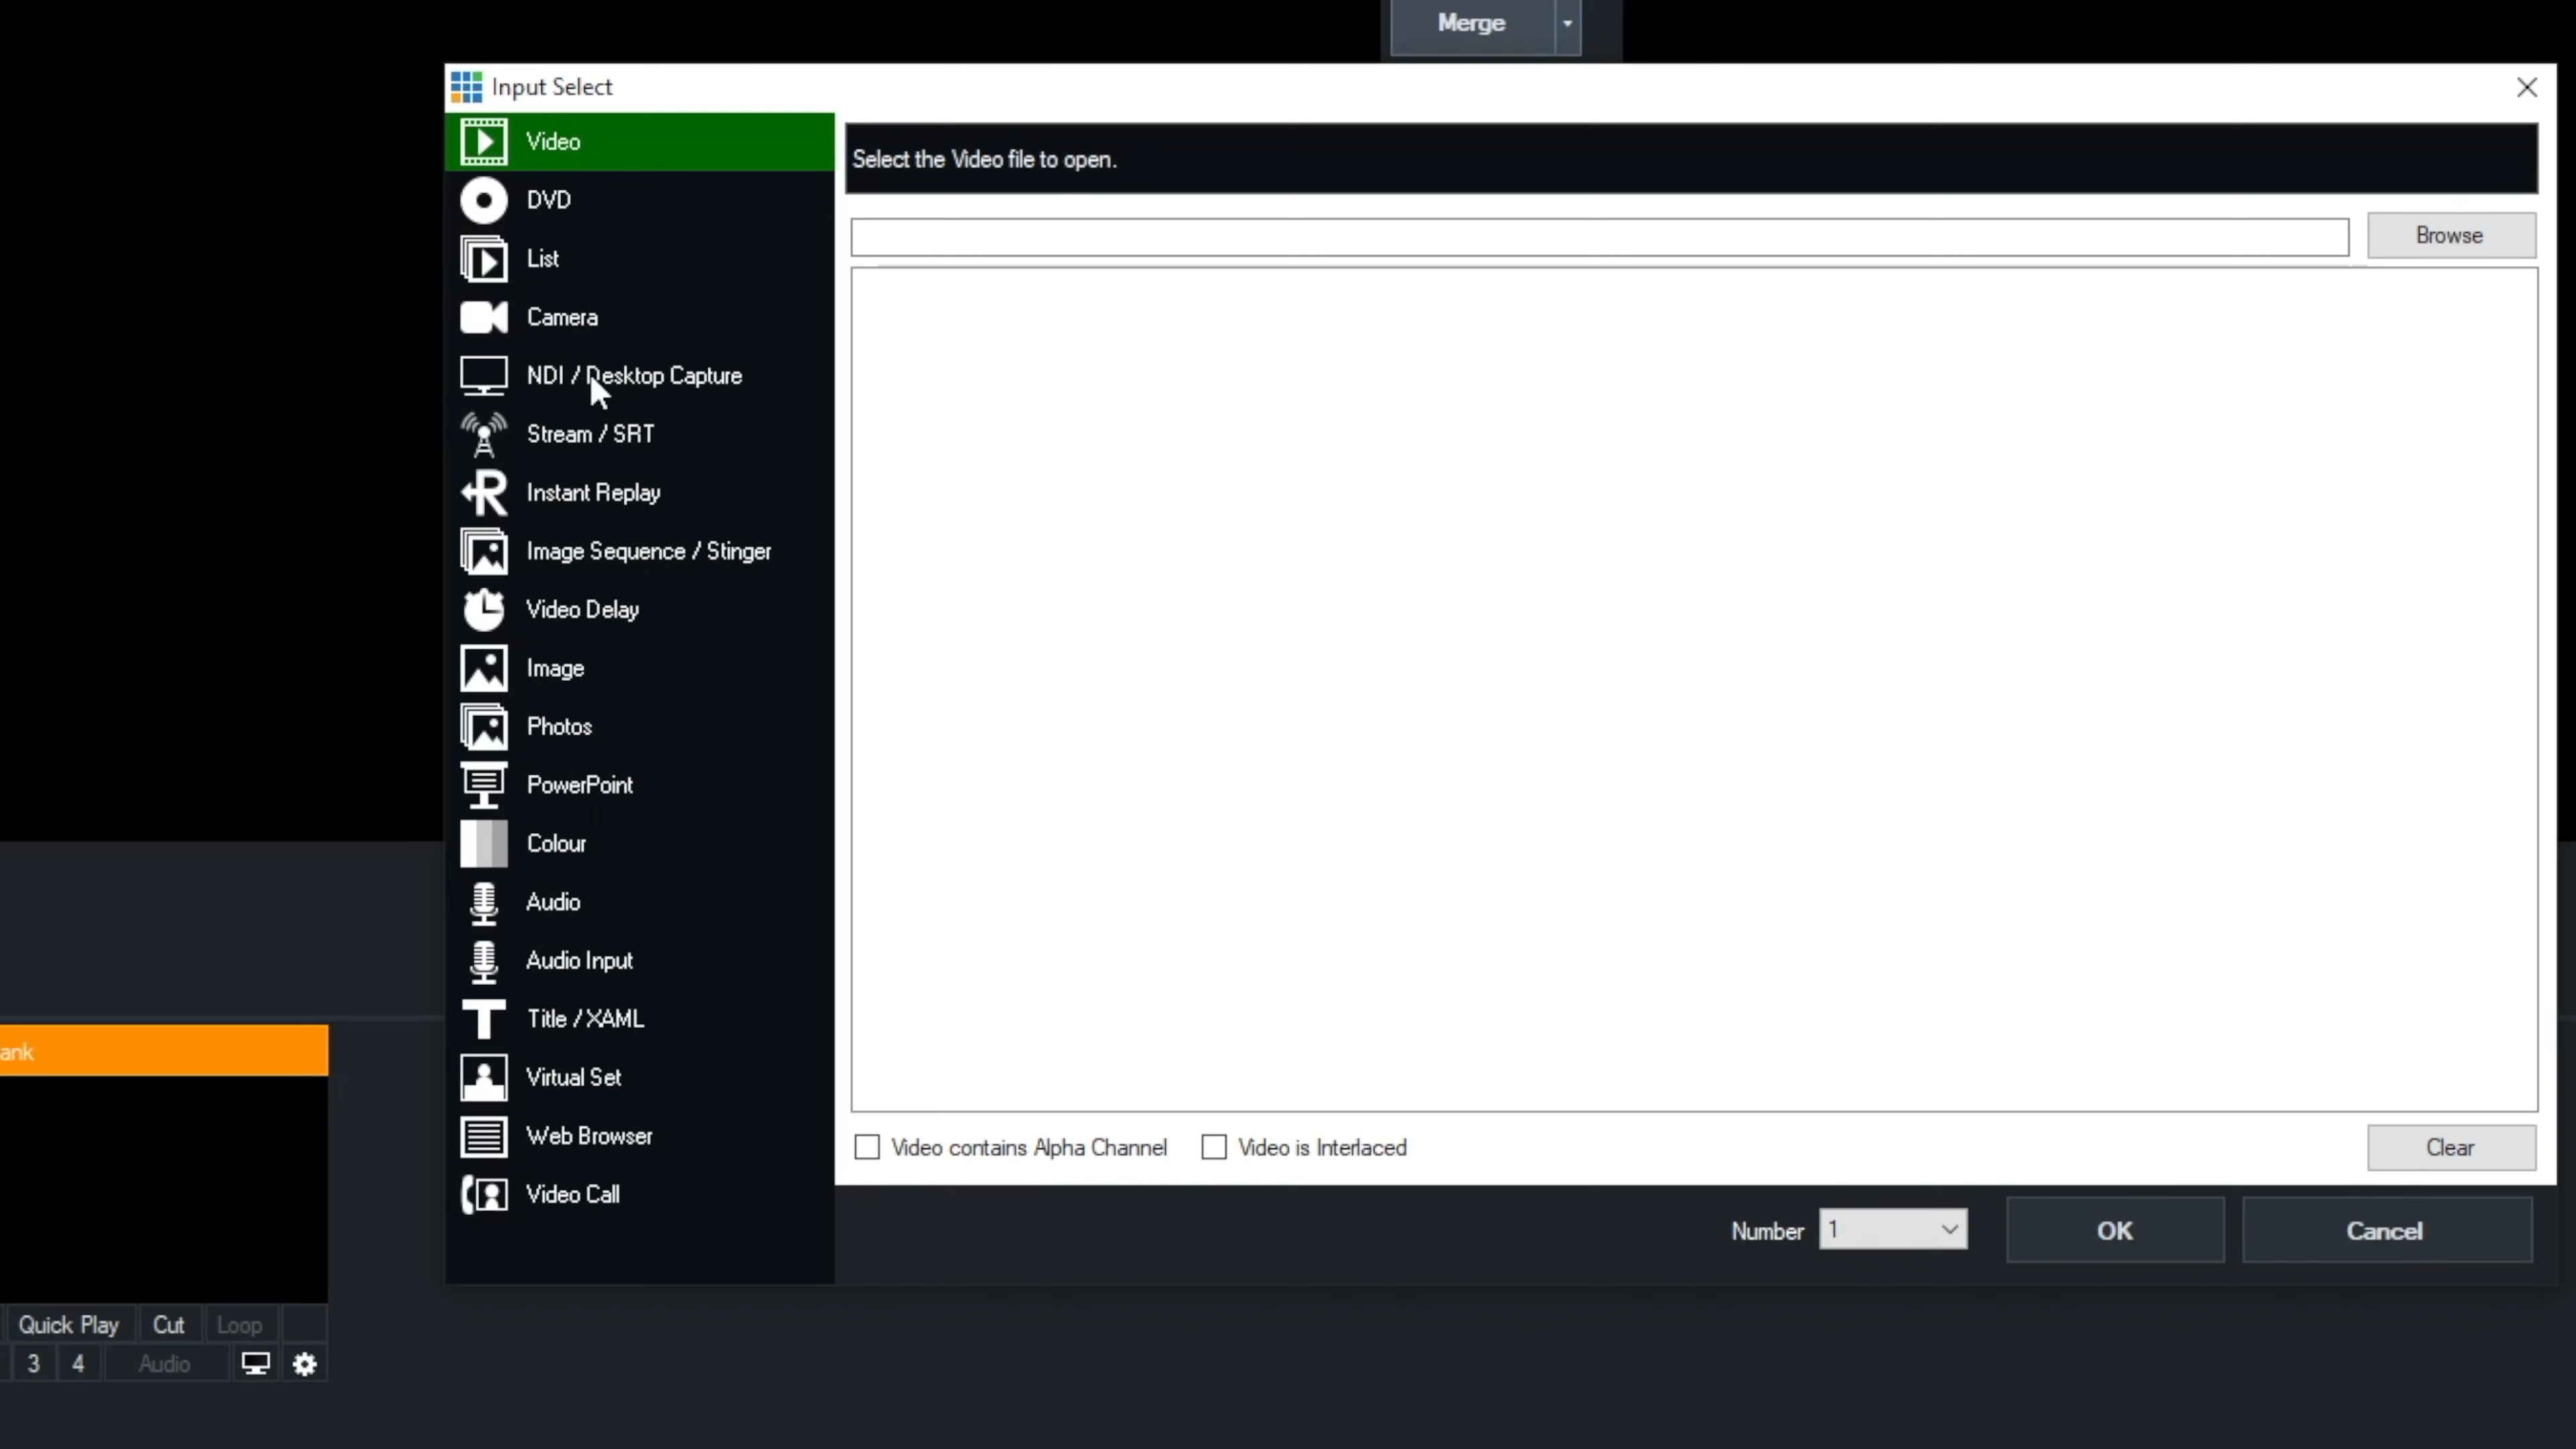 Merge
Input Select
Video
DVD
List
Camera
NDI / Desktop Capture
Stream / SRT
Instant Replay
Image Sequence / Stinger
Video Delay
Image
Photos
PowerPoint
Colour
Audio
Audio Input
Title / XAML
Virtual Set
Web Browser
Video Call
Select the Video file to open.
Browse
Video contains Alpha Channel
Video is Interlaced
Clear
Number 1
OK
Cancel
ank
Quick Play Cut Loop
3 4 Audio